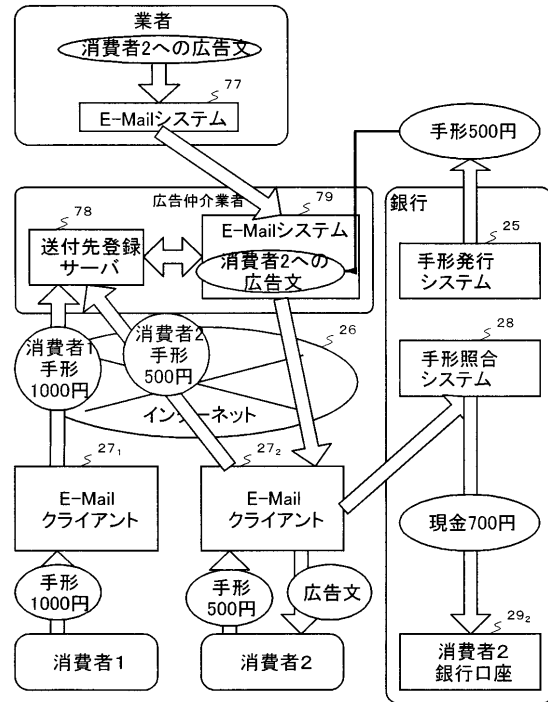 業者
消費者2への広告文
77
E-Mailシステム
手形500円
広告仲介業者
79
銀行
78
送付先登録
サーバ
E-Mailシステム
消費者2への
広告文
25
手形発行
システム
消費者1
手形
1000円
消費者2
手形
500円
26
インターネット
28
手形照合
システム
27₁
E-Mail
クライアント
27₂
E-Mail
クライアント
現金700円
手形
1000円
手形
500円
広告文
消費者1
消費者2
29₂
消費者2
銀行口座